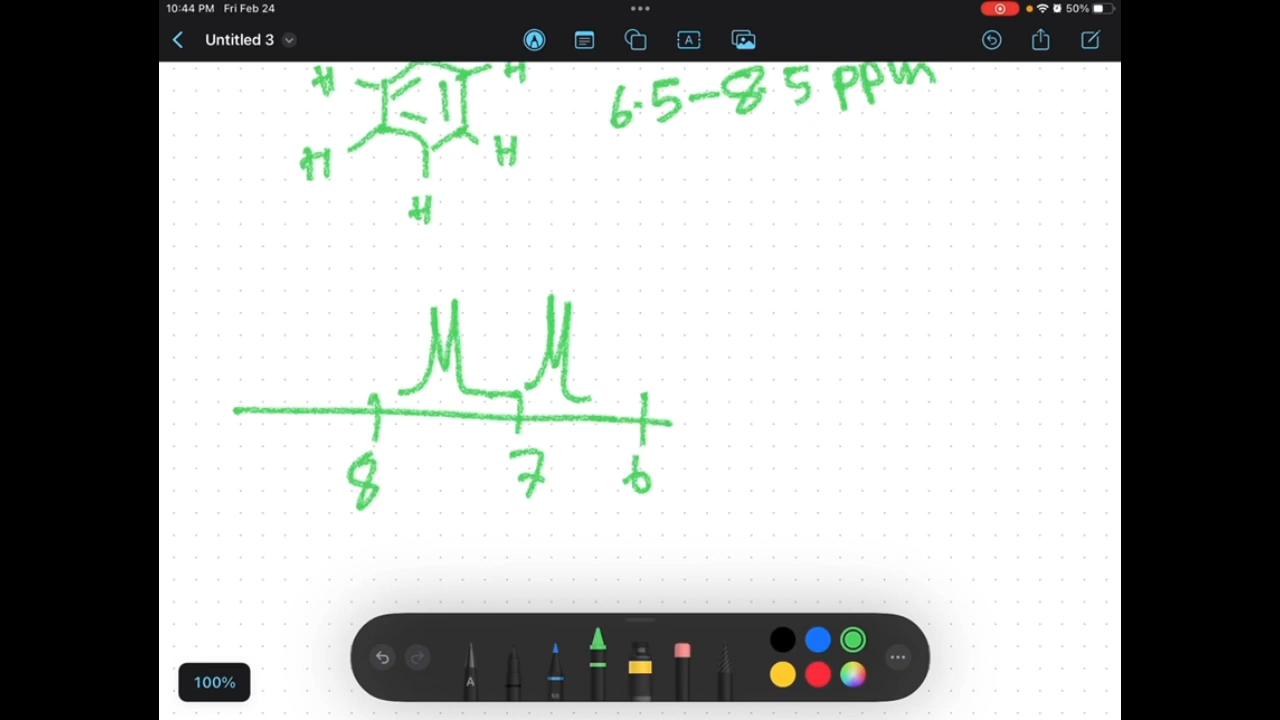 10:44 PM Fri Feb 24
50%
Untitled 3
H H
6.5-8.5 ppm
H H
H
8 7 6
A
100%